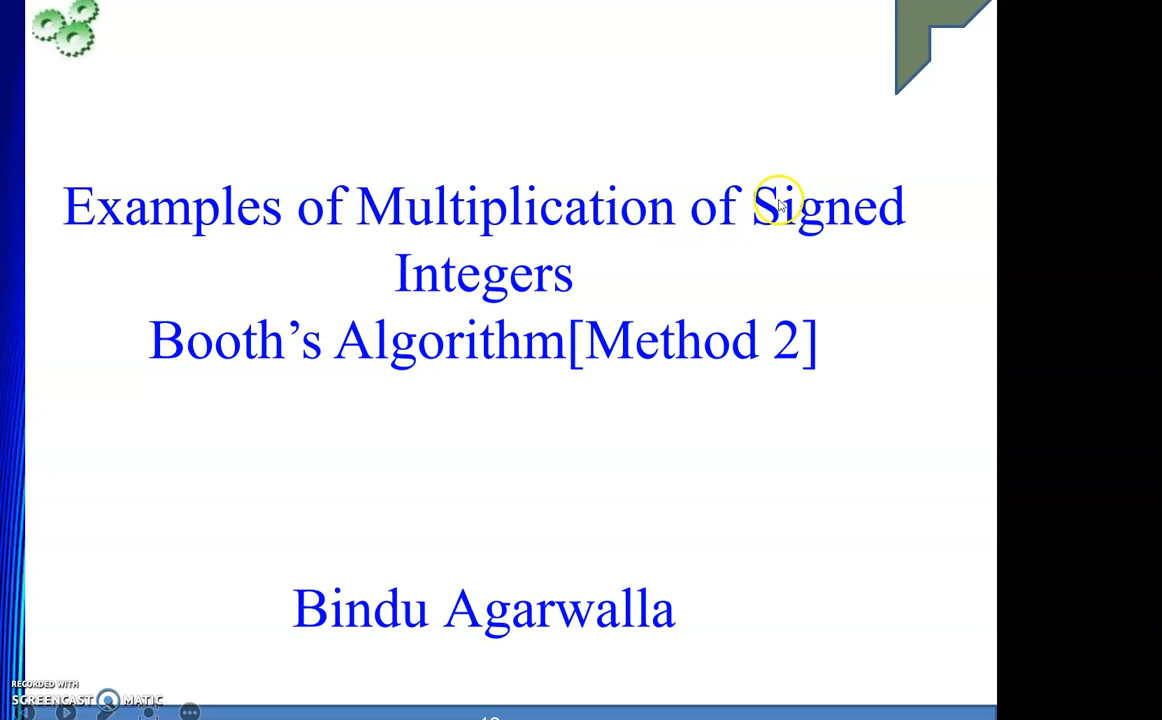 Examples of Multiplication of Signed
Integers
Booth’s Algorithm[Method 2]
Bindu Agarwalla
RECORDED WITH
SCREENCAST MATIC